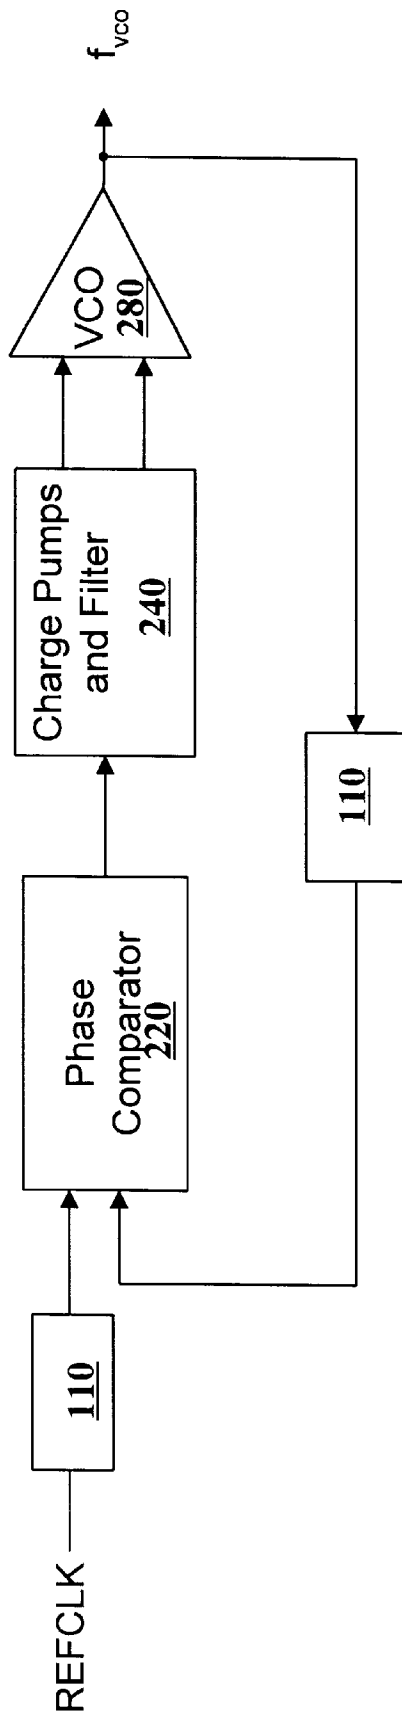 REFCLK
110
Phase
Comparator
220
Charge Pumps
and Filter
240
VCO
280
f_vco
110